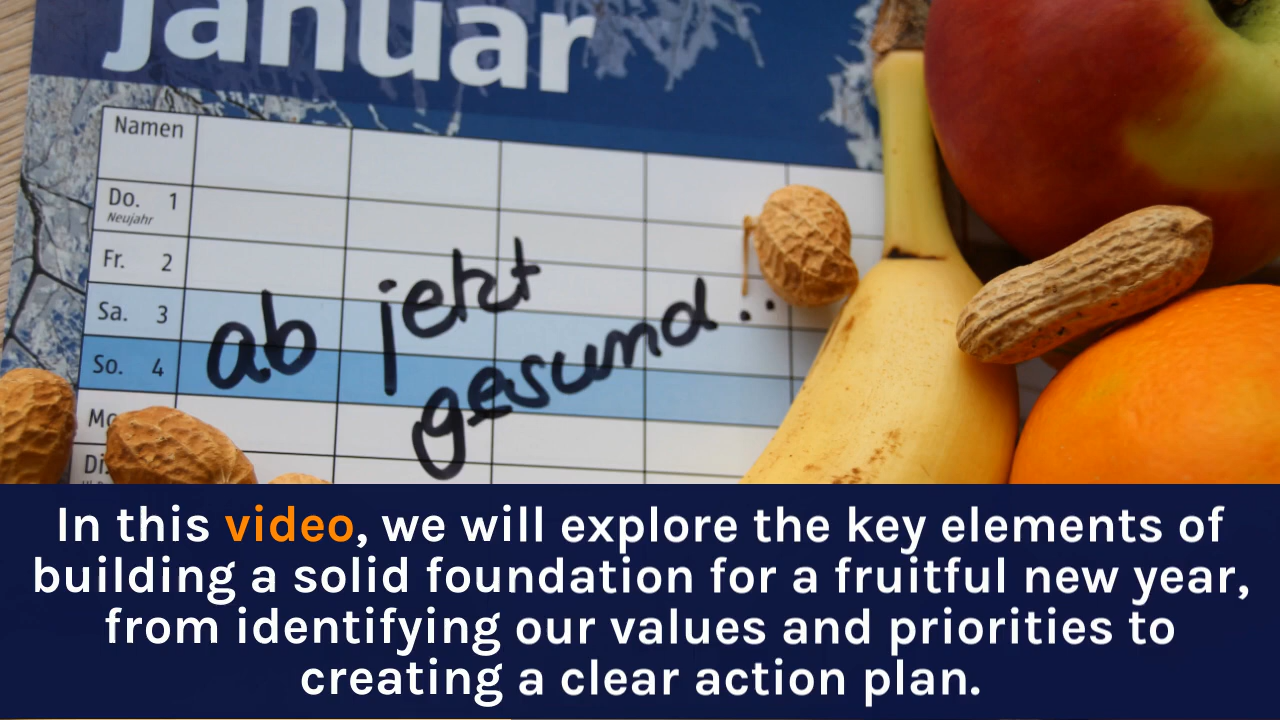 Januar
Namen
Do. 1
Neujahr
Fr. 2
Sa. 3
So. 4
Mo
Di.
ab jetzt
gesund..
In this video, we will explore the key elements of
building a solid foundation for a fruitful new year,
from identifying our values and priorities to
creating a clear action plan.